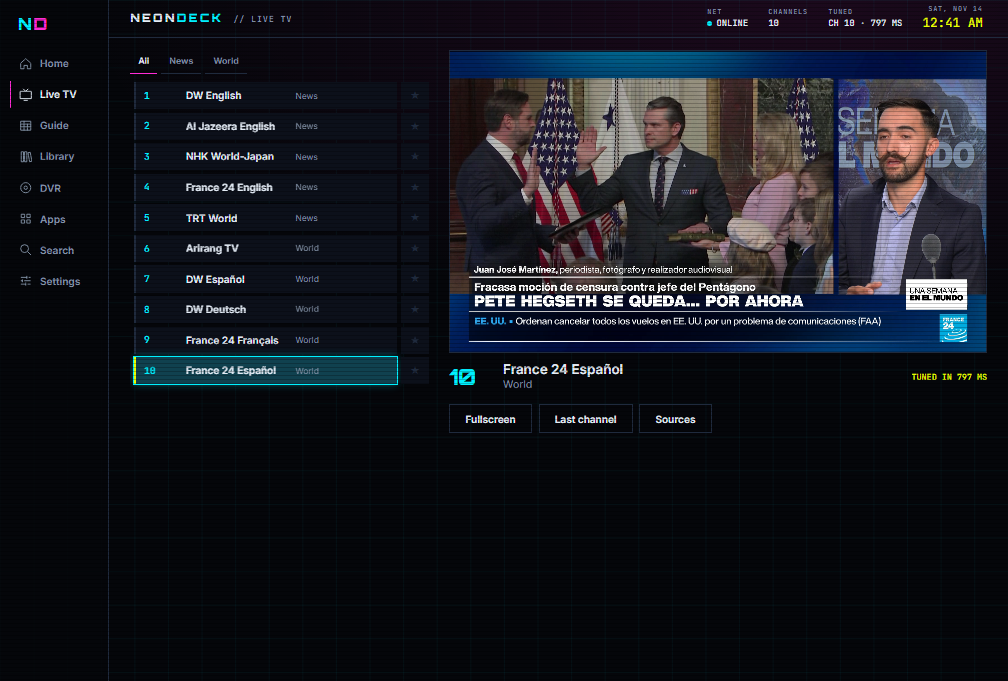 ND
NEONDECK // LIVE TV
NET
ONLINE
CHANNELS
10
TUNED
CH 10 · 797 MS
SAT, NOV 14
12:41 AM
Home
Live TV
Guide
Library
DVR
Apps
Search
Settings
All News World
1 DW English News
2 Al Jazeera English News
3 NHK World-Japan News
4 France 24 English News
5 TRT World News
6 Arirang TV World
7 DW Español World
8 DW Deutsch World
9 France 24 Français World
10 France 24 Español World
Juan José Martínez, periodista, fotógrafo y realizador audiovisual
Fracasa moción de censura contra jefe del Pentágono
PETE HEGSETH SE QUEDA... POR AHORA
UNA SEMANA
EN EL MUNDO
EE. UU. • Ordenan cancelar todos los vuelos en EE. UU. por un problema de comunicaciones (FAA)
FRANCE
24
10
France 24 Español
World
TUNED IN 797 MS
Fullscreen
Last channel
Sources